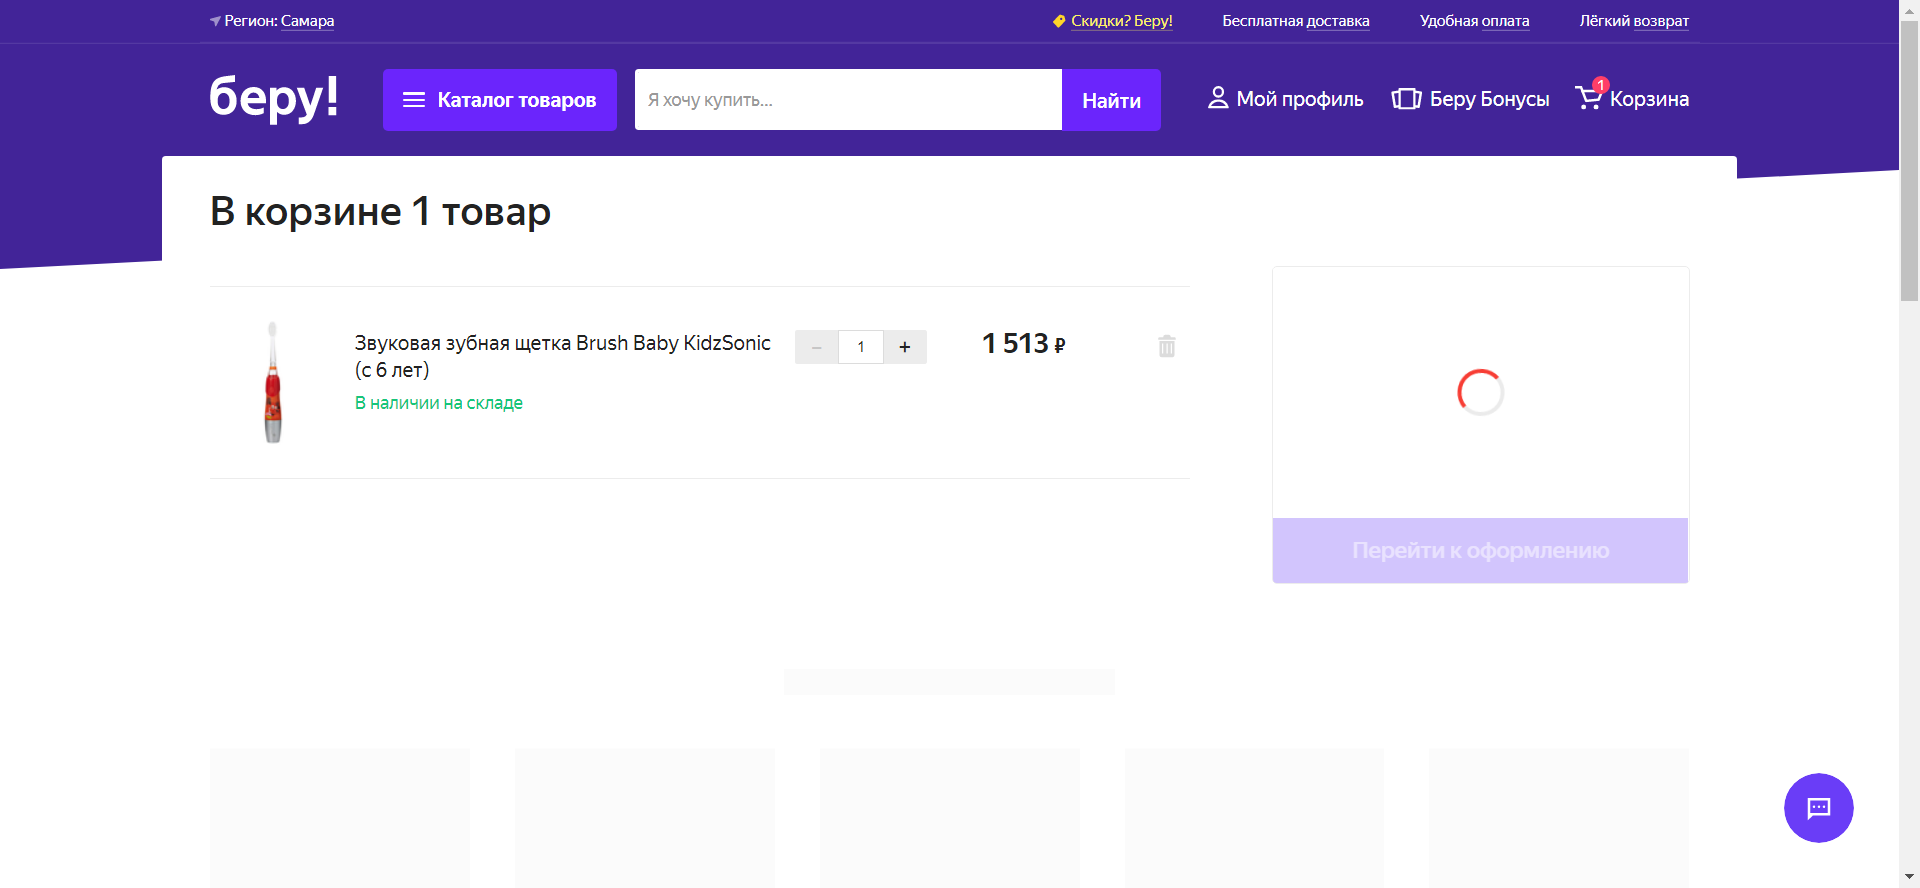 Регион: Самара
Скидки? Беру!
Бесплатная доставка
Удобная оплата
Лёгкий возврат
беру!
Каталог товаров
Я хочу купить...
Найти
Мой профиль
Беру Бонусы
1
Корзина
В корзине 1 товар
Звуковая зубная щетка Brush Baby KidzSonic
(с 6 лет)
– 1 +
1 513 ₽
В наличии на складе
Перейти к оформлению